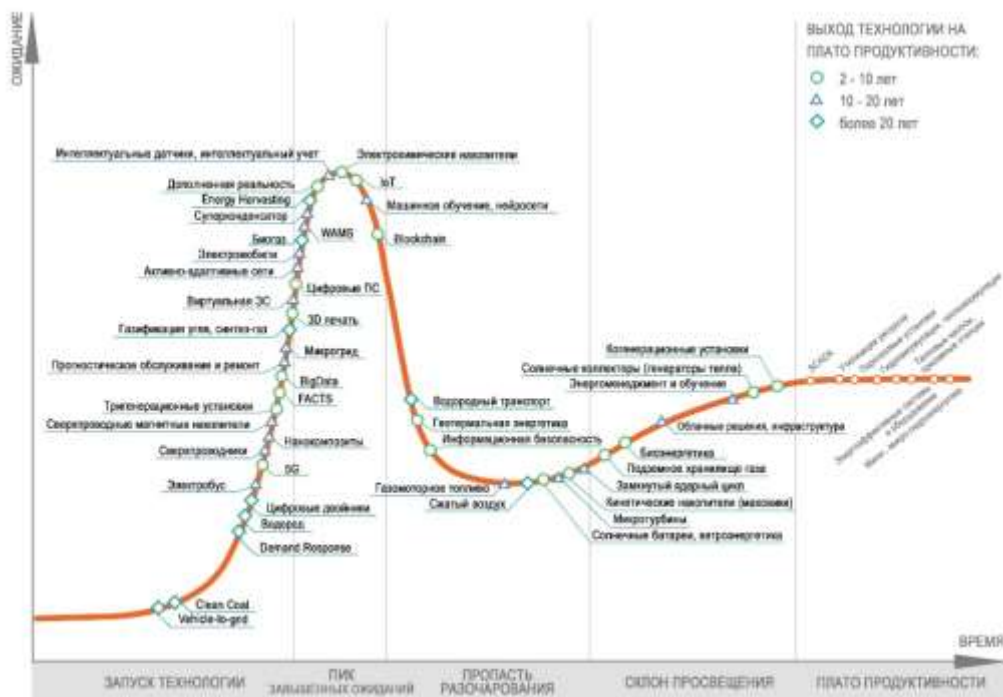 ОЖИДАНИЕ
ВЫХОД ТЕХНОЛОГИИ НА
ПЛАТО ПРОДУКТИВНОСТИ:
2 - 10 лет
10 - 20 лет
более 20 лет
Интеллектуальные датчики, интеллектуальный учет
Электрохимические накопители
Дополненная реальность
IoT
Energy Harvesting
Машинное обучение, нейросети
Суперконденсатор
WAMS
Биогаз
Blockchain
Электромобили
Активно-адаптивные сети
Цифровые ПС
Виртуальная ЭС
3D печать
Газификация угля, синтез-газ
Микрогрид
Прогностическое обслуживание и ремонт
BigData
FACTS
Тригенерационные установки
Сверхпроводные магнитные накопители
Нанокомпозиты
Сверхпроводники
5G
Электробус
Цифровые двойники
Водород
Demand Response
Clean Coal
Vehicle-to-grid
Водородный транспорт
Геотермальная энергетика
Информационная безопасность
Газомоторное топливо
Сжатый воздух
Когенерационные установки
Солнечные коллекторы (генераторы тепла)
Энергоменеджмент и обучение
Облачные решения, инфраструктура
Биоэнергетика
Подземное хранилище газа
Замкнутый ядерный цикл
Кинетические накопители (маховики)
Микротурбины
Солнечные батареи, ветроэнергетика
ВРЕМЯ
ЗАПУСК ТЕХНОЛОГИИ
ПИК
ЗАВЫШЕННЫХ ОЖИДАНИЙ
ПРОПАСТЬ
РАЗОЧАРОВАНИЯ
СКЛОН ПРОСВЕЩЕНИЯ
ПЛАТО ПРОДУКТИВНОСТИ